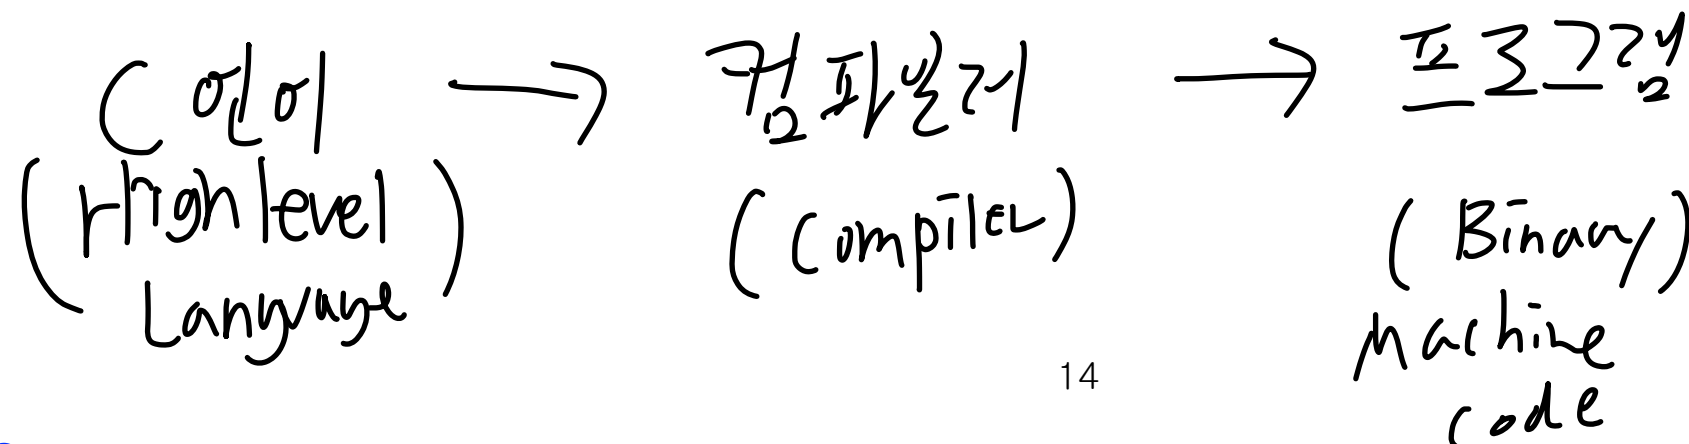 C 언어 → 컴파일러 → 프로그램
(High level (Compiler) (Binary)
Language)
Machine
14
code